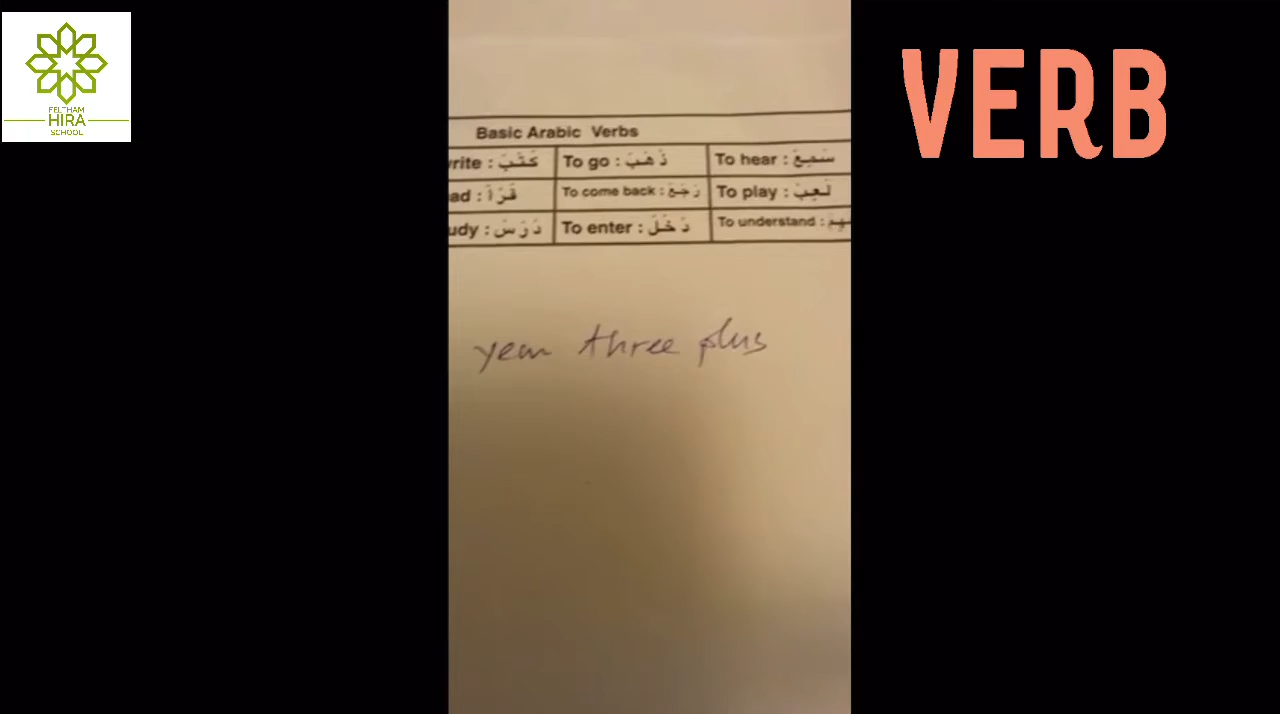 FELTHAM
HIRA
SCHOOL
VERB
Basic Arabic Verbs
rite : كَتَبَ To go : ذَهَبَ To hear : سَمِعَ
ad : قَرَأَ To come back : رَجَعَ To play : لَعِبَ
udy : دَرَسَ To enter : دَخَلَ To understand :
year three plus